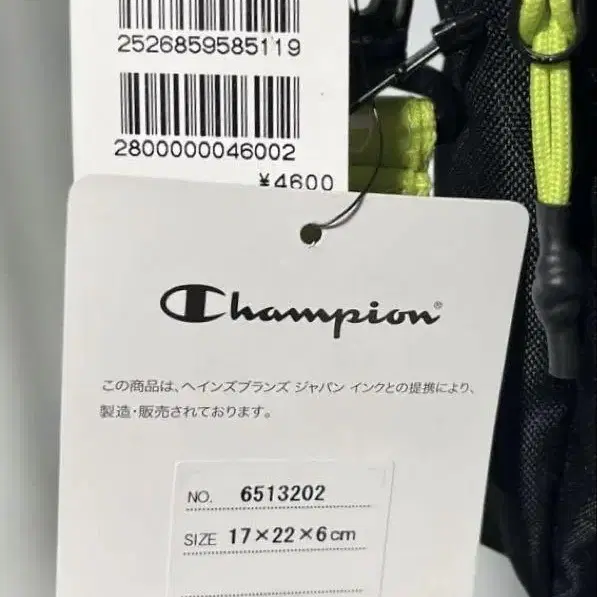 2526859585119
2800000046002
¥4600
Champion®
この商品は、ヘインズブランズ ジャパン インクとの提携により、
製造・販売されております。
NO. 6513202
SIZE 17×22×6cm